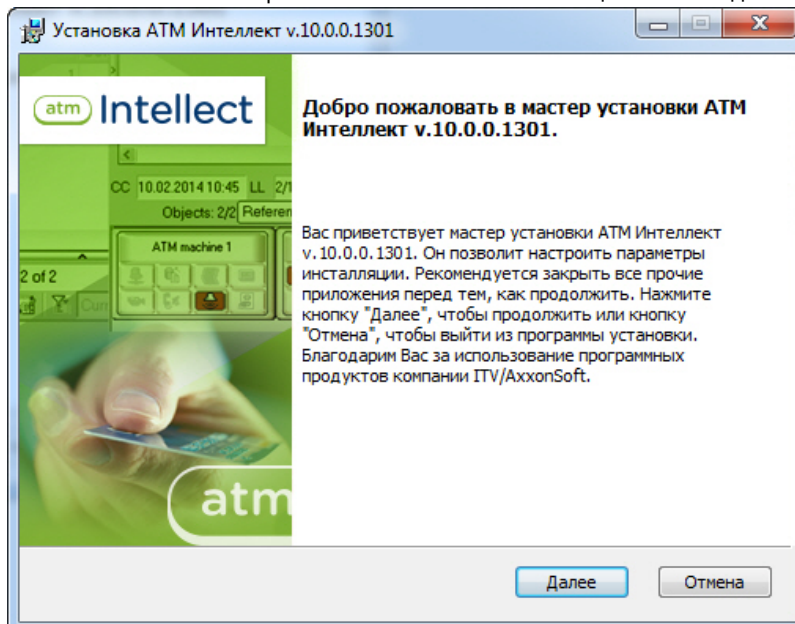 Установка ATM Интеллект v.10.0.0.1301
atm Intellect
Добро пожаловать в мастер установки ATM
Интеллект v.10.0.0.1301.
CC 10.02.2014 10:45 LL
Objects: 2/2
ATM machine 1
2 of 2
Вас приветствует мастер установки ATM Интеллект
v.10.0.0.1301. Он позволит настроить параметры
инсталляции. Рекомендуется закрыть все прочие
приложения перед тем, как продолжить. Нажмите
кнопку "Далее", чтобы продолжить или кнопку
"Отмена", чтобы выйти из программы установки.
Благодарим Вас за использование программных
продуктов компании ITV/AxxonSoft.
atm
Далее
Отмена